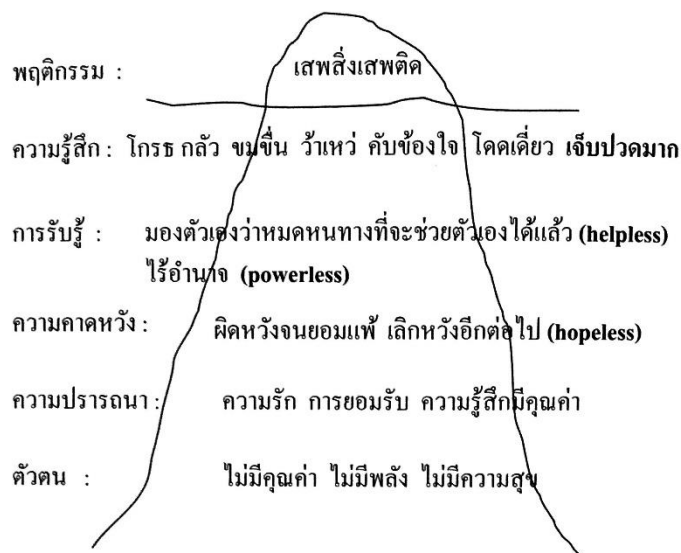 พฤติกรรม : เสพสิ่งเสพติด
ความรู้สึก : โกรธ กลัว ขมขื่น ว้าเหว่ คับข้องใจ โดดเดี่ยว เจ็บปวดมาก
การรับรู้ : มองตัวเองว่าหมดหนทางที่จะช่วยตัวเองได้แล้ว (helpless)
ไร้อำนาจ (powerless)
ความคาดหวัง : ผิดหวังจนยอมแพ้ เลิกหวังอีกต่อไป (hopeless)
ความปรารถนา : ความรัก การยอมรับ ความรู้สึกมีคุณค่า
ตัวตน : ไม่มีคุณค่า ไม่มีพลัง ไม่มีความสุข